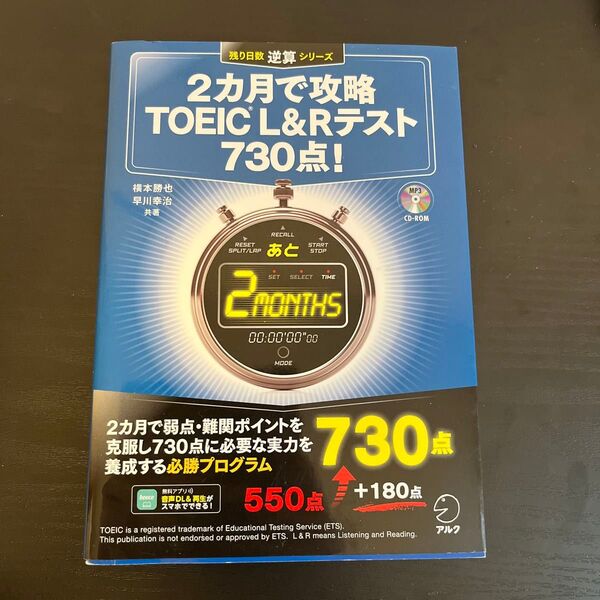 残り日数 逆算 シリーズ
2カ月で攻略
TOEIC® L&Rテスト
730点!
横本勝也
早川幸治
共著
MP3
CD-ROM
RECALL
RESET
SPLIT/LAP
あと
START
STOP
SET SELECT TIME
2MONTHS
00:00'00"00
MODE
2カ月で弱点・難関ポイントを
克服し730点に必要な実力を
養成する必勝プログラム
730点
550点
+180点
booco
無料アプリ
音声DL&再生が
スマホでできる!
アルク
TOEIC is a registered trademark of Educational Testing Service (ETS).
This publication is not endorsed or approved by ETS. L&R means Listening and Reading.